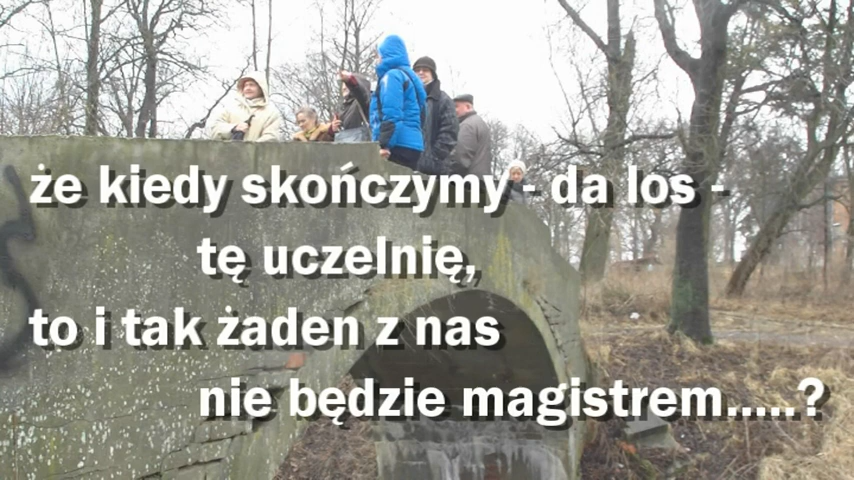 że kiedy skończymy - da los -
tę uczelnię,
to i tak żaden z nas
nie będzie magistrem.....?